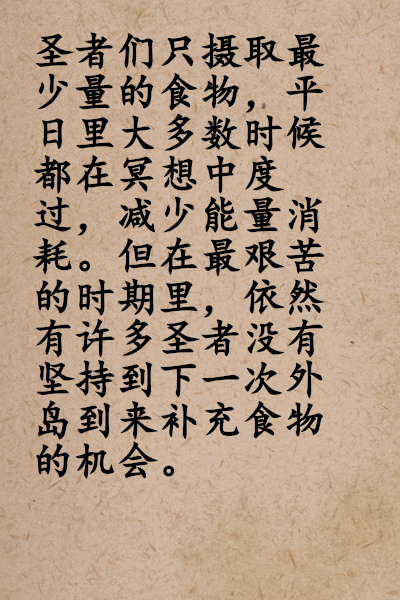 圣者们只摄取最
少量的食物，平
日里大多数时候
都在冥想中度
过，减少能量消
耗。但在最艰苦
的时期里，依然
有许多圣者没有
坚持到下一次外
岛到来补充食物
的机会。